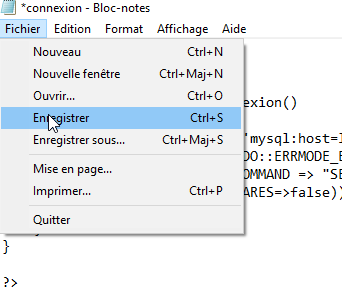 *connexion - Bloc-notes
Fichier Edition Format Affichage Aide
Nouveau Ctrl+N
Nouvelle fenêtre Ctrl+Maj+N
Ouvrir... Ctrl+O
exion()
Enregistrer Ctrl+S
Enregistrer sous... Ctrl+Maj+S
'mysql:host=l
DO::ERRMODE_E
Mise en page...
OMMAND => "SE
Imprimer... Ctrl+P
ARES=>false))
Quitter
}
?>